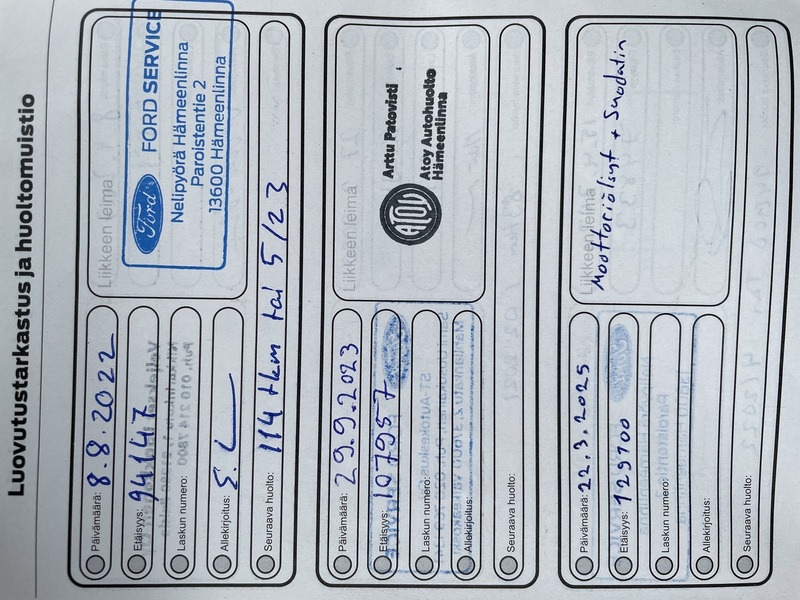 Luovutustarkastus ja huoltomuistio
Päivämäärä: 8.8.2022
Etäisyys: 94147
Laskun numero:
Allekirjoitus:
Seuraava huolto: 114 tkm tai 5/23
Liikkeen leima
Ford FORD SERVICE
Nelipyörä Hämeenlinna
Paroistentie 2
13600 Hämeenlinna
Päivämäärä: 29.9.2023
Etäisyys: 107957
Laskun numero:
Allekirjoitus:
Seuraava huolto:
Liikkeen leima
ATOY
Arttu Patovisti
Atoy Autohuolto
Hämeenlinna
Päivämäärä: 22.3.2025
Etäisyys: 129100
Laskun numero:
Allekirjoitus:
Seuraava huolto:
Liikkeen leima
Moottoriöljyt + Suodatin